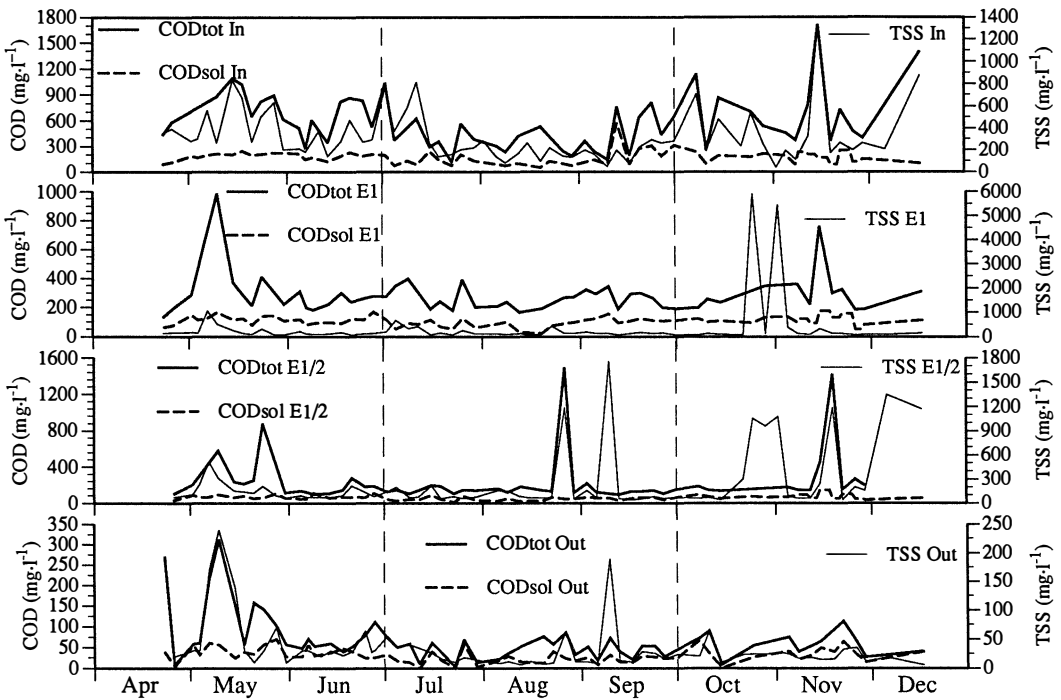 1800
1500
1200
900
600
300
0
COD (mg·l⁻¹)
CODtot In
CODsol In
TSS In
1400
1200
1000
800
600
400
200
0
TSS (mg·l⁻¹)
1000
800
600
400
200
0
COD (mg·l⁻¹)
CODtot E1
CODsol E1
TSS E1
6000
5000
4000
3000
2000
1000
0
TSS (mg·l⁻¹)
1600
1200
800
400
0
COD (mg·l⁻¹)
CODtot E1/2
CODsol E1/2
TSS E1/2
1800
1500
1200
900
600
300
0
TSS (mg·l⁻¹)
350
300
250
200
150
100
50
0
COD (mg·l⁻¹)
CODtot Out
CODsol Out
TSS Out
250
200
150
100
50
0
TSS (mg·l⁻¹)
Apr May Jun Jul Aug Sep Oct Nov Dec